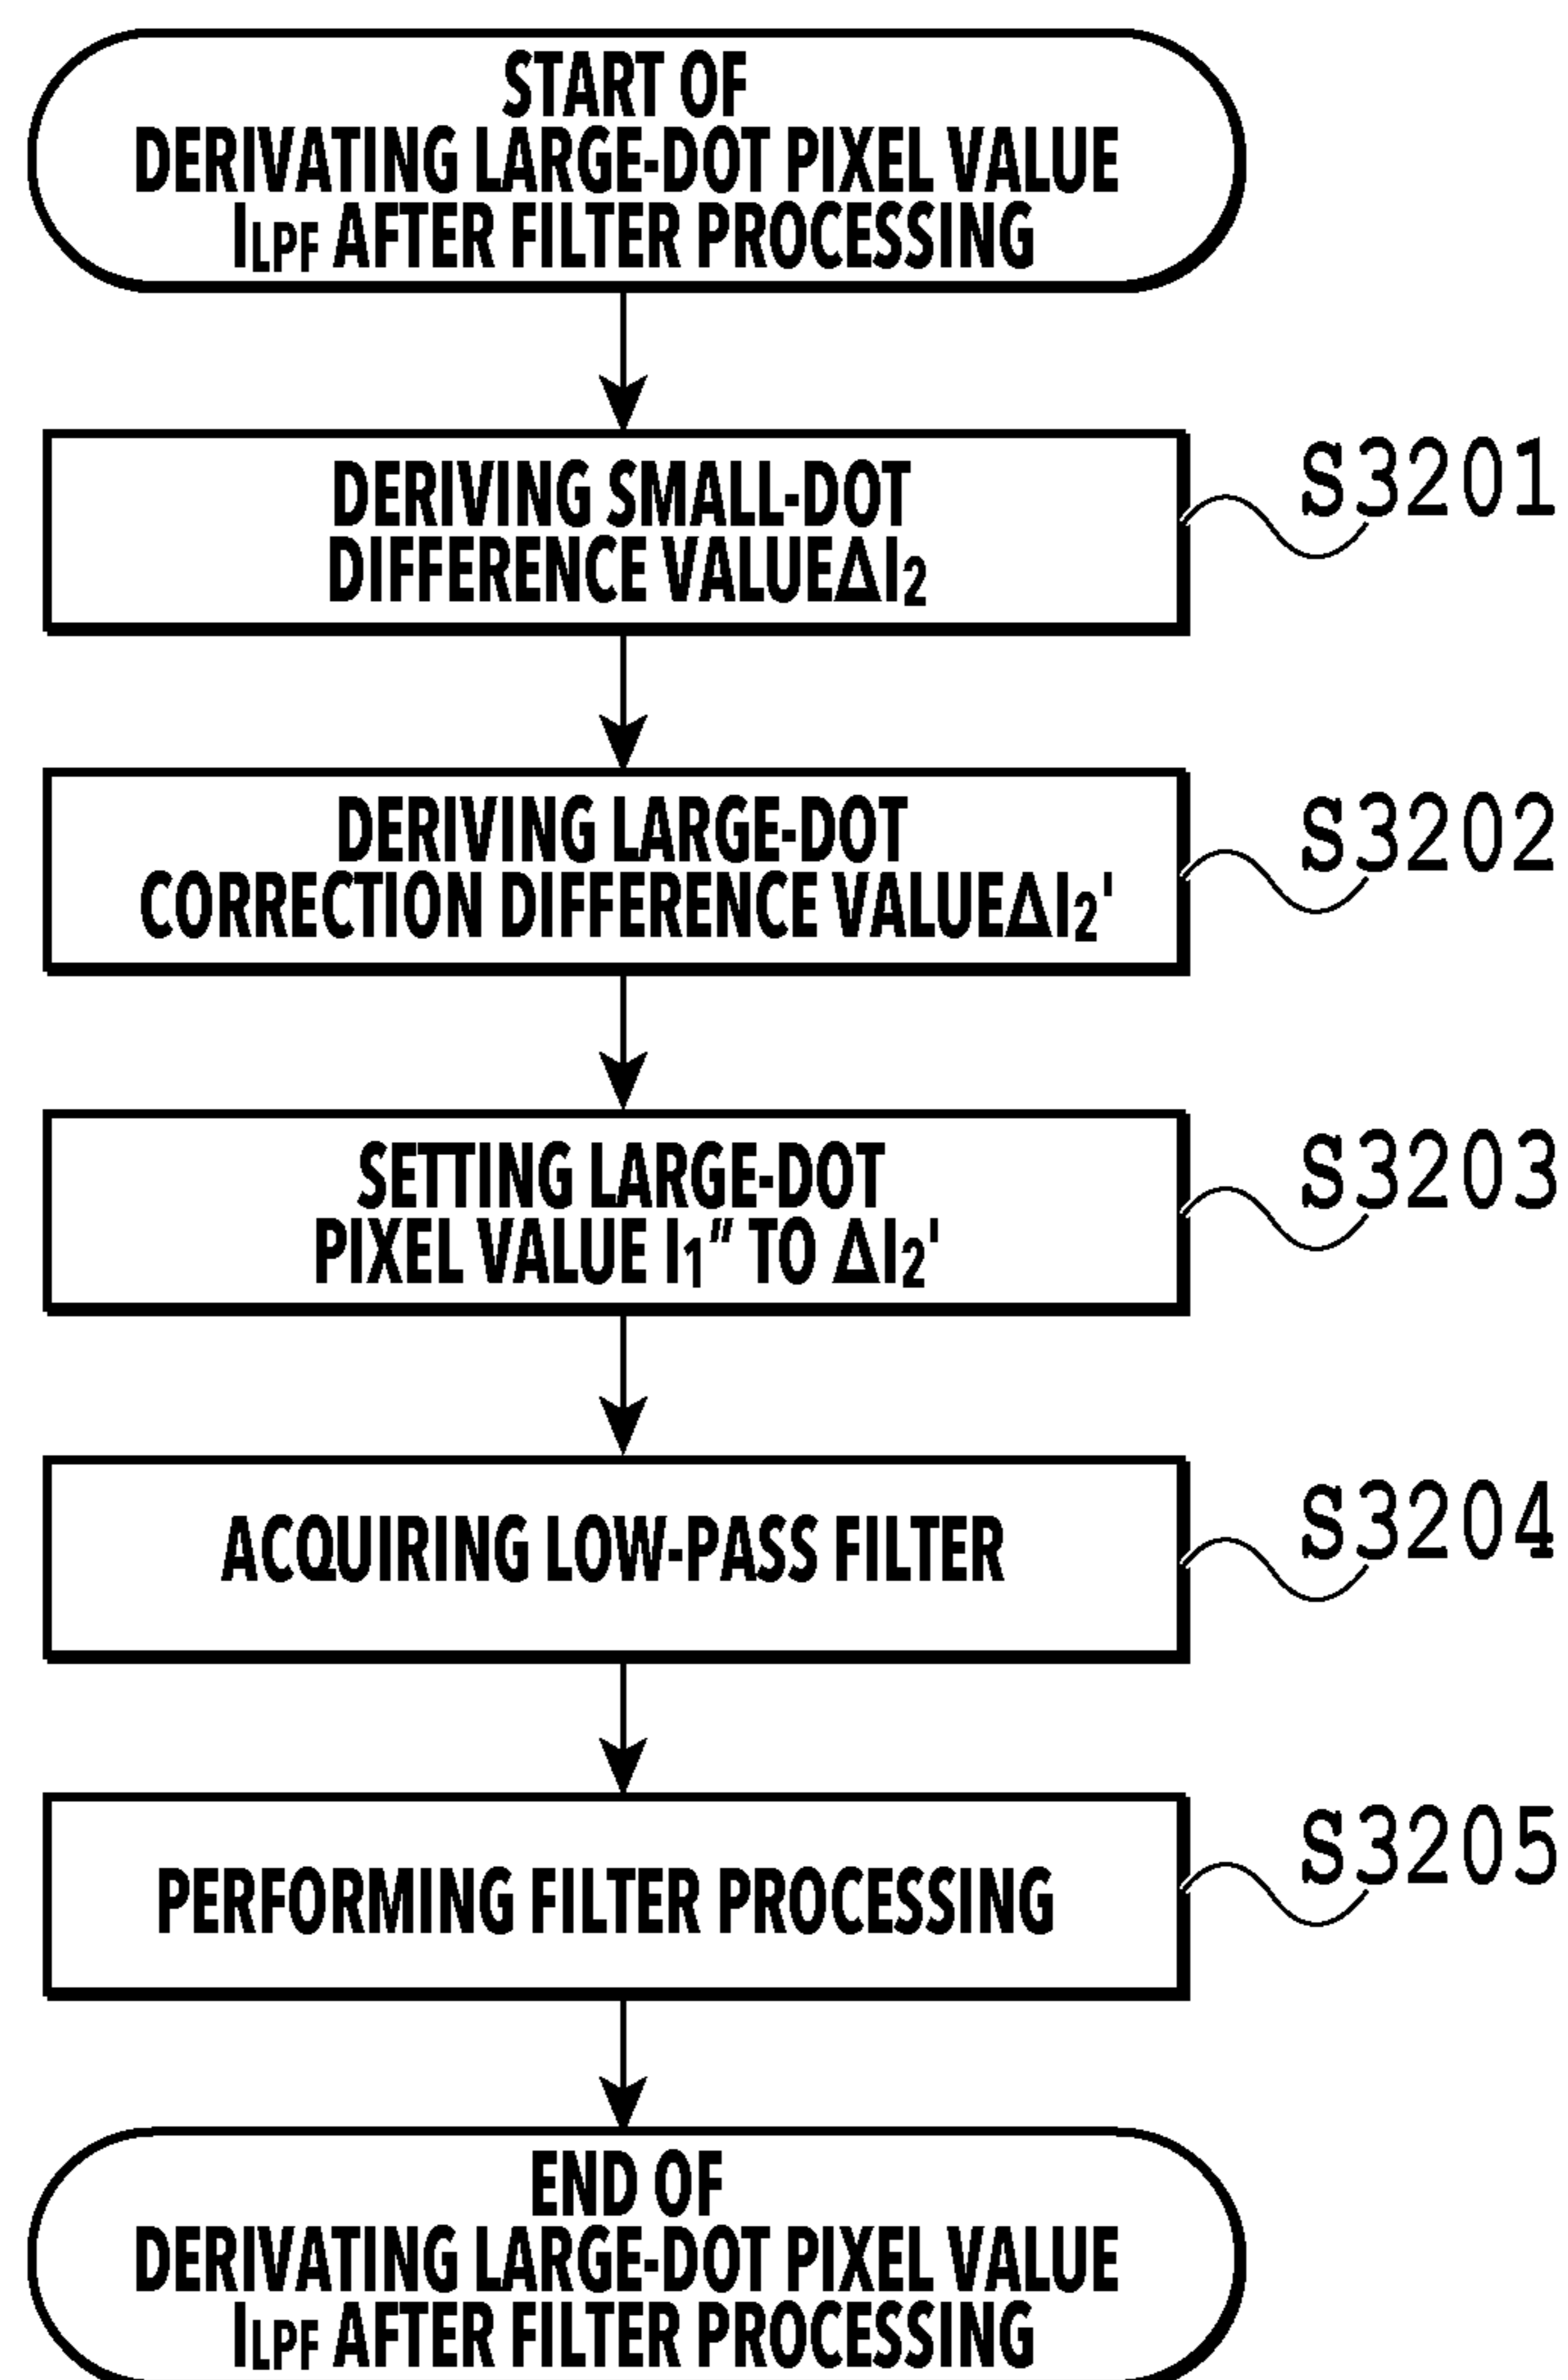 START OF
DERIVATING LARGE-DOT PIXEL VALUE
ILPF AFTER FILTER PROCESSING
DERIVING SMALL-DOT
DIFFERENCE VALUEΔI2
S3201
DERIVING LARGE-DOT
CORRECTION DIFFERENCE VALUEΔI2'
S3202
SETTING LARGE-DOT
PIXEL VALUE I1″ TO ΔI2'
S3203
ACQUIRING LOW-PASS FILTER
S3204
PERFORMING FILTER PROCESSING
S3205
END OF
DERIVATING LARGE-DOT PIXEL VALUE
ILPF AFTER FILTER PROCESSING